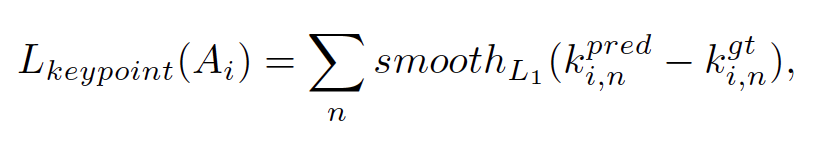 L_{keypoint}(A_i) = \sum_{n} smooth_{L_1}(k_{i,n}^{pred} - k_{i,n}^{gt}),